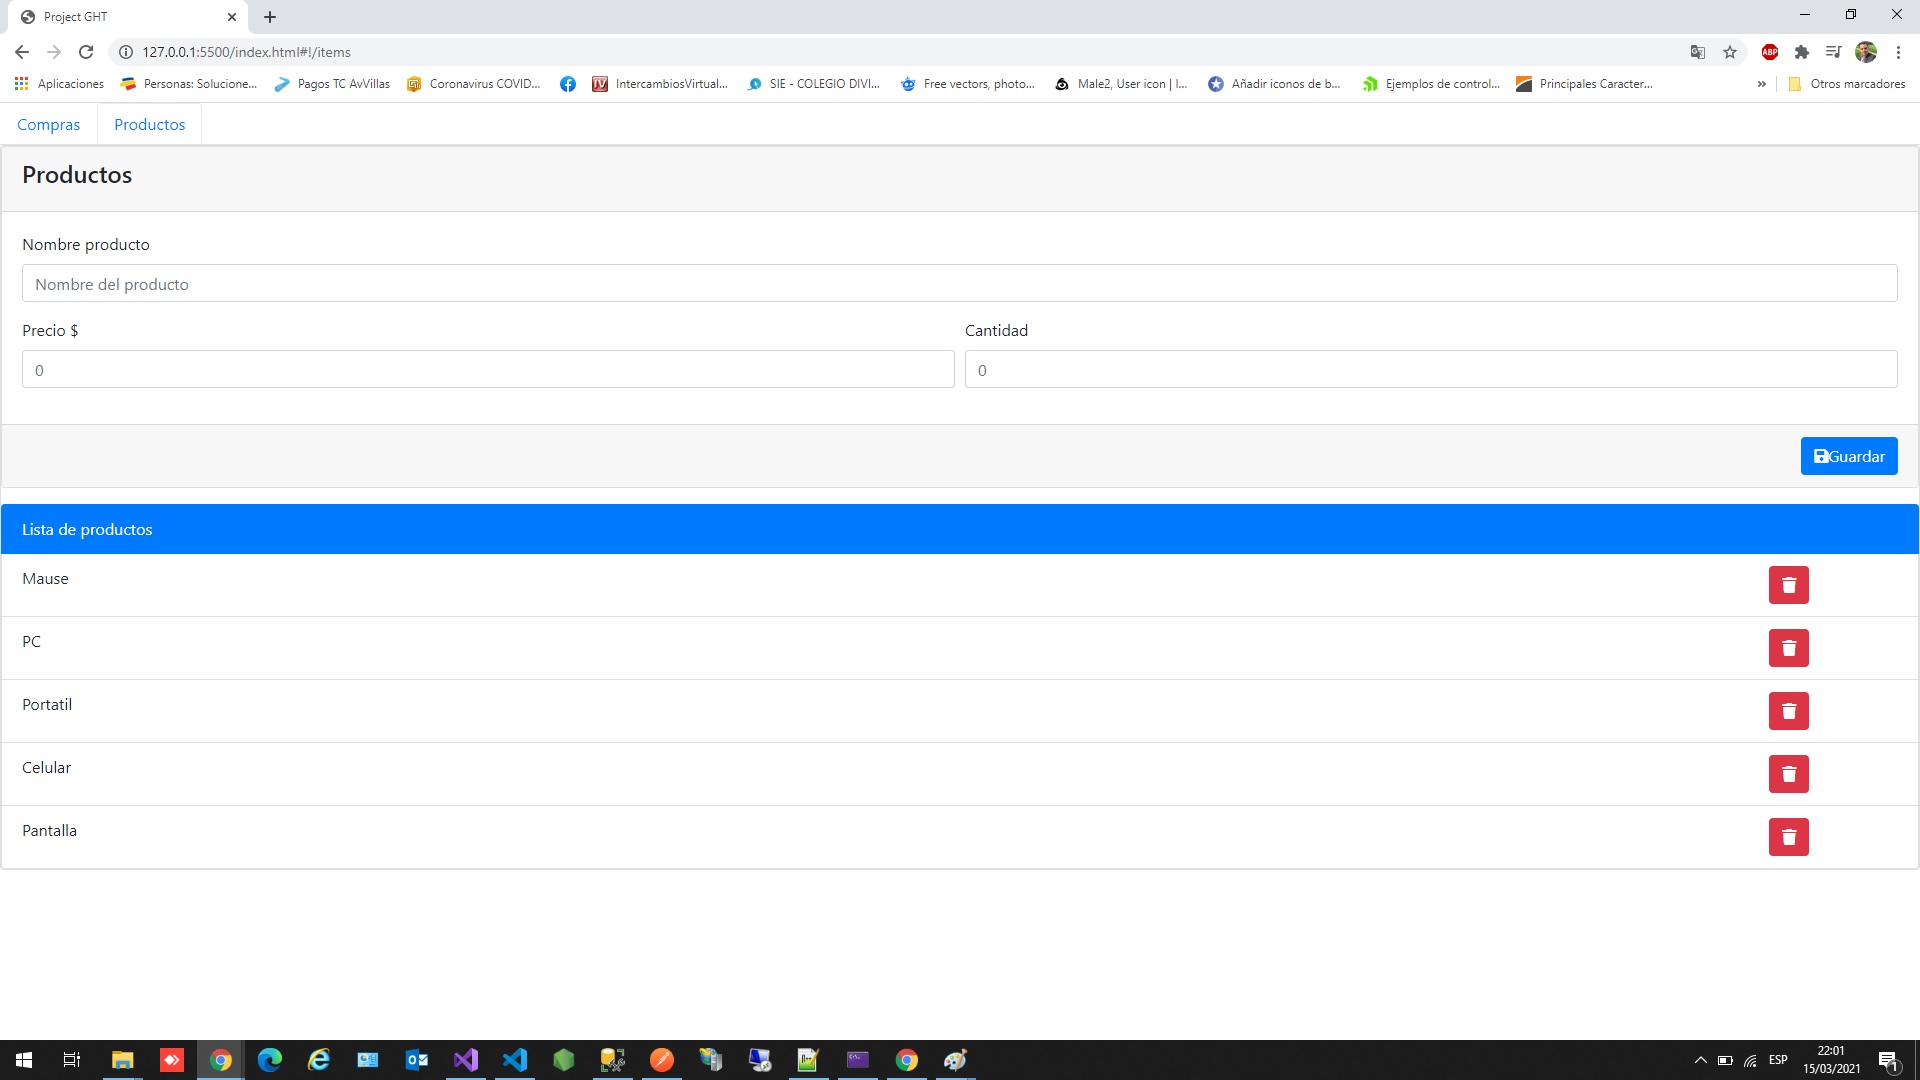 Project GHT
127.0.0.1:5500/index.html#!/items
ABP
Aplicaciones
Personas: Solucione...
Pagos TC AvVillas
Coronavirus COVID...
IntercambiosVirtual...
SIE - COLEGIO DIVI...
Free vectors, photo...
Male2, User icon | I...
Añadir iconos de b...
Ejemplos de control...
Principales Caracter...
»
Otros marcadores
Compras
Productos
Productos
Nombre producto
Nombre del producto
Precio $
Cantidad
0
0
Guardar
Lista de productos
Mause
PC
Portatil
Celular
Pantalla
ESP
22:01
15/03/2021
1